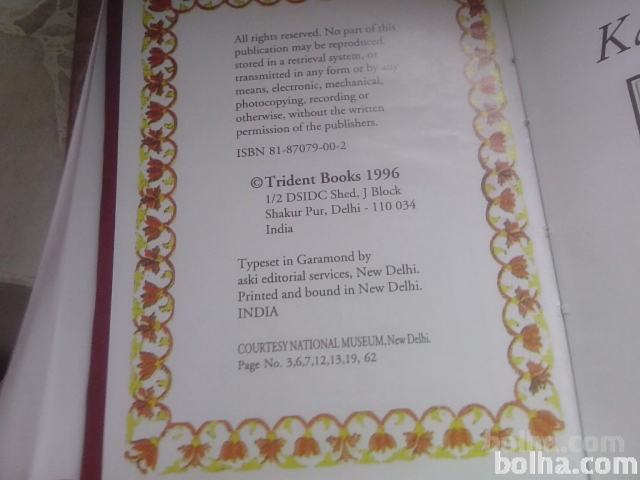 All rights reserved. No part of this
publication may be reproduced,
stored in a retrieval system, or
transmitted in any form or by any
means, electronic, mechanical,
photocopying, recording or
otherwise, without the written
permission of the publishers.
ISBN 81-87079-00-2
©Trident Books 1996
1/2 DSIDC Shed, J Block
Shakur Pur, Delhi - 110 034
India
Typeset in Garamond by
aski editorial services, New Delhi.
Printed and bound in New Delhi.
INDIA
COURTESY NATIONAL MUSEUM, New Delhi.
Page No. 3,6,7,12,13,19, 62
bolha.com
bolha.com